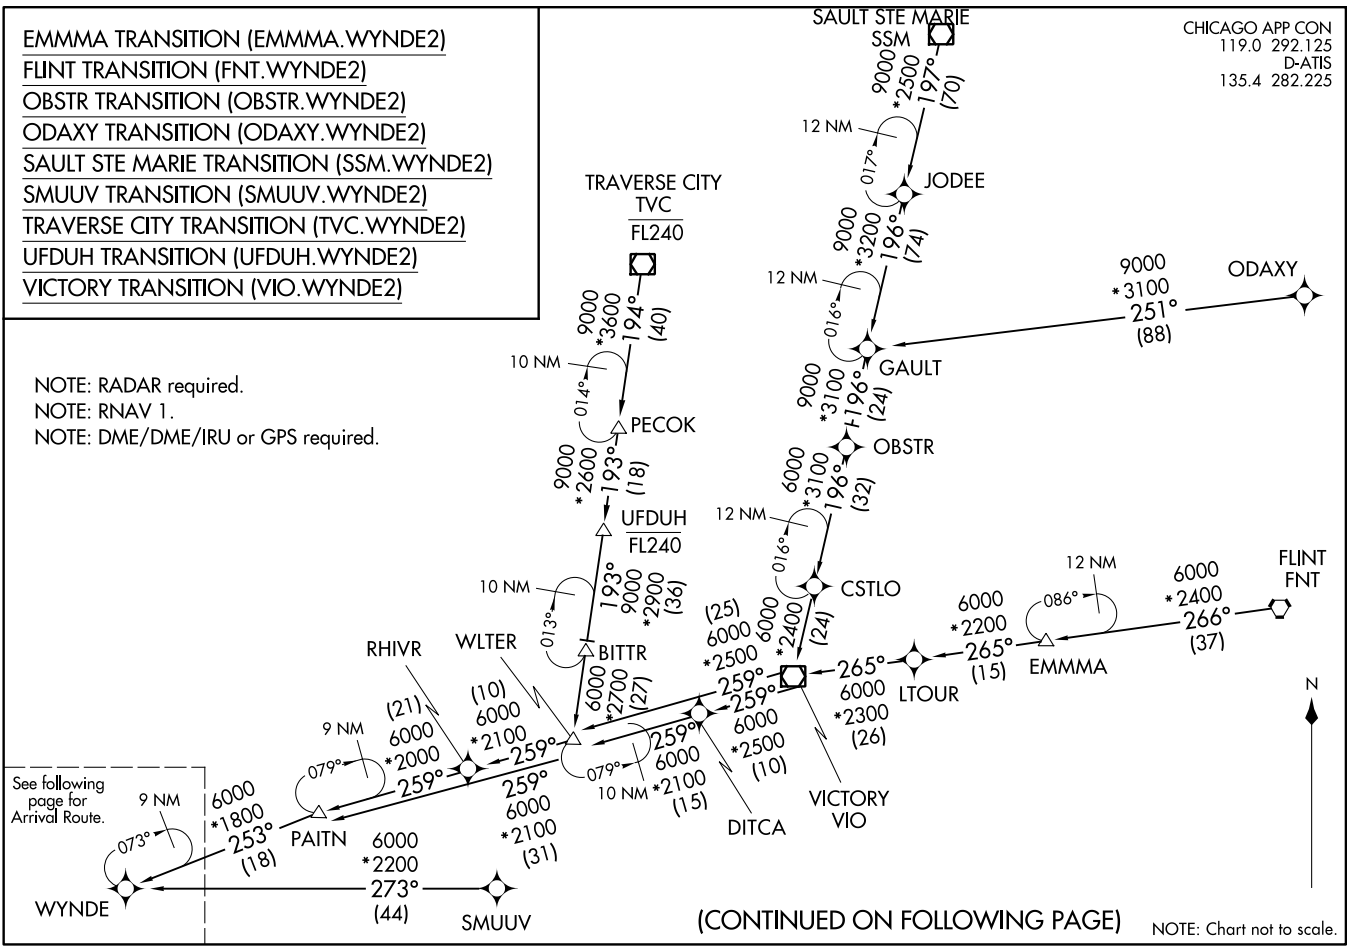 EMMMA TRANSITION (EMMMA.WYNDE2)
FLINT TRANSITION (FNT.WYNDE2)
OBSTR TRANSITION (OBSTR.WYNDE2)
ODAXY TRANSITION (ODAXY.WYNDE2)
SAULT STE MARIE TRANSITION (SSM.WYNDE2)
SMUUV TRANSITION (SMUUV.WYNDE2)
TRAVERSE CITY TRANSITION (TVC.WYNDE2)
UFDUH TRANSITION (UFDUH.WYNDE2)
VICTORY TRANSITION (VIO.WYNDE2)
SAULT STE MARIE
SSM
CHICAGO APP CON
119.0 292.125
D-ATIS
135.4 282.225
9000
*2500
197°
(70)
12 NM
017°
JODEE
9000
*3200
196°
(74)
12 NM
016°
GAULT
ODAXY
9000
*3100
251°
(88)
TRAVERSE CITY
TVC
FL240
9000
*3600
194°
(40)
10 NM
014°
PECOK
NOTE: RADAR required.
NOTE: RNAV 1.
NOTE: DME/DME/IRU or GPS required.
9000
*3100
196°
(24)
OBSTR
9000
*2600
193°
(18)
UFDUH
FL240
6000
*3100
196°
(32)
12 NM
016°
CSTLO
193°
9000
*2900
(36)
10 NM
013°
BITTR
6000
*2400
(24)
FLINT
FNT
6000
*2400
266°
(37)
12 NM
086°
EMMMA
6000
*2200
265°
(15)
LTOUR
265°
6000
*2300
(26)
VICTORY
VIO
(25)
6000
*2500
259°
259°
6000
*2500
(10)
DITCA
259°
6000
*2100
(15)
6000
*2700
(27)
WLTER
079°
10 NM
RHIVR
(10)
6000
*2100
259°
259°
6000
*2100
(31)
(21)
6000
*2000
259°
9 NM
079°
PAITN
6000
*1800
253°
(18)
See following
page for
Arrival Route.
9 NM
073°
WYNDE
6000
*2200
273°
(44)
SMUUV
N
(CONTINUED ON FOLLOWING PAGE)
NOTE: Chart not to scale.